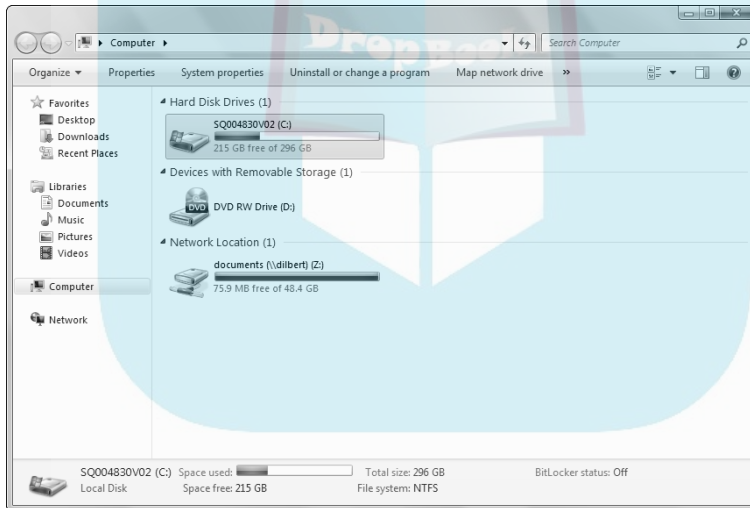 DropBooks
Computer
Search Computer
Organize Properties System properties Uninstall or change a program Map network drive »
Favorites
Desktop
Downloads
Recent Places
Libraries
Documents
Music
Pictures
Videos
Computer
Network
Hard Disk Drives (1)
SQ004830V02 (C:)
215 GB free of 296 GB
Devices with Removable Storage (1)
DVD
DVD RW Drive (D:)
Network Location (1)
documents (\\dilbert) (Z:)
75.9 MB free of 48.4 GB
SQ004830V02 (C:) Space used: Total size: 296 GB BitLocker status: Off
Local Disk Space free: 215 GB File system: NTFS